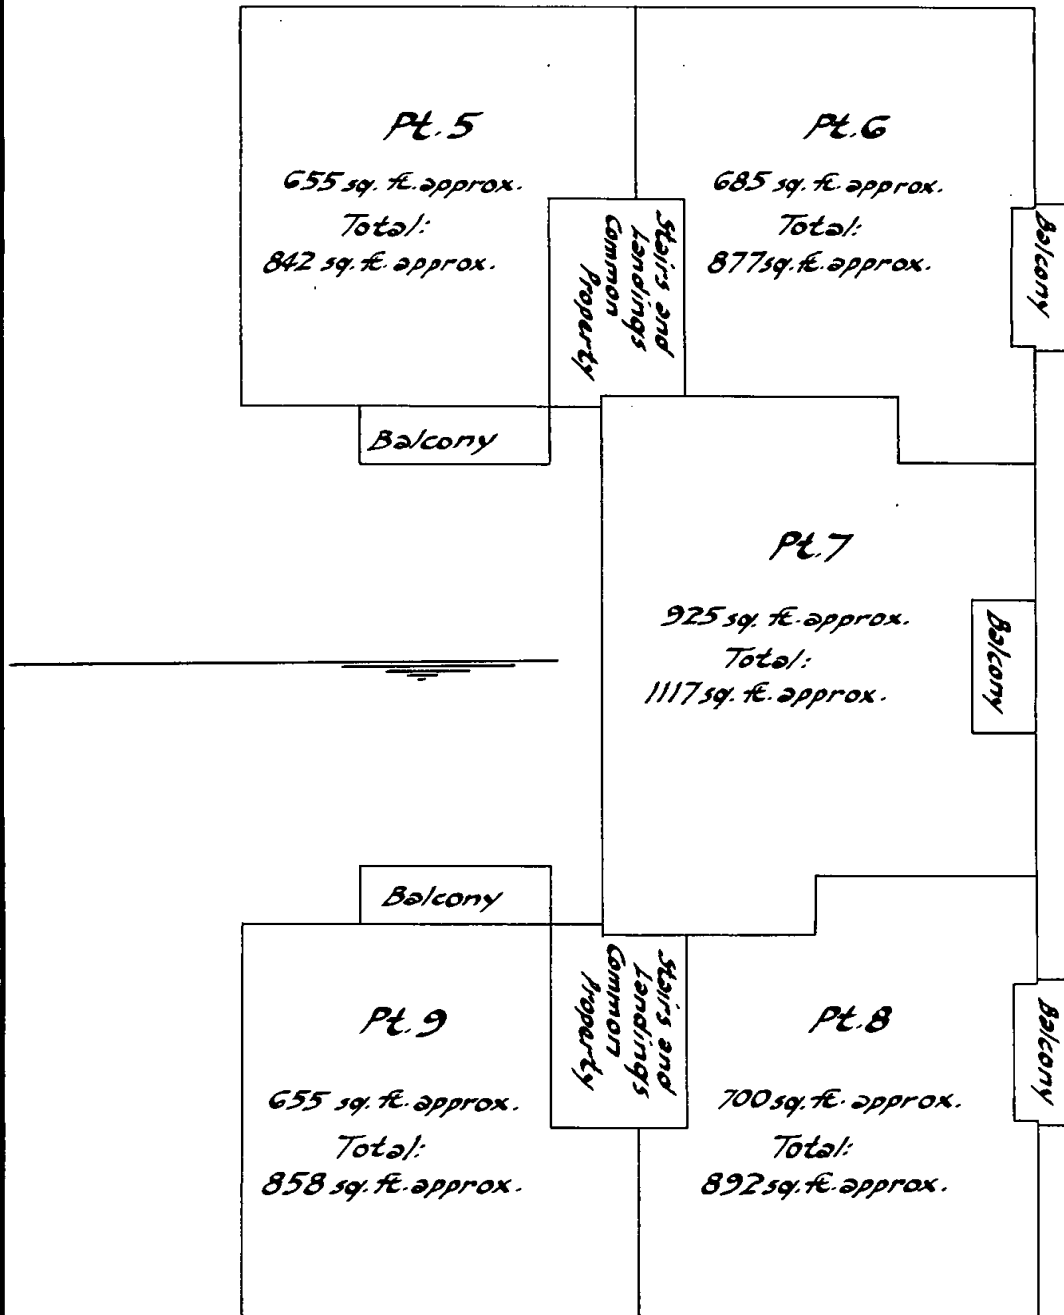 Pt. 5
655 sq. ft. approx.
Total:
842 sq. ft. approx.
Pt. 6
685 sq. ft. approx.
Total:
877 sq. ft. approx.
Stairs and
Landings
Common
Property
Balcony
Balcony
Pt. 7
925 sq. ft. approx.
Total:
1117 sq. ft. approx.
Balcony
Balcony
Pt. 9
655 sq. ft. approx.
Total:
858 sq. ft. approx.
Stairs and
Landings
Common
Property
Pt. 8
700 sq. ft. approx.
Total:
892 sq. ft. approx.
Balcony